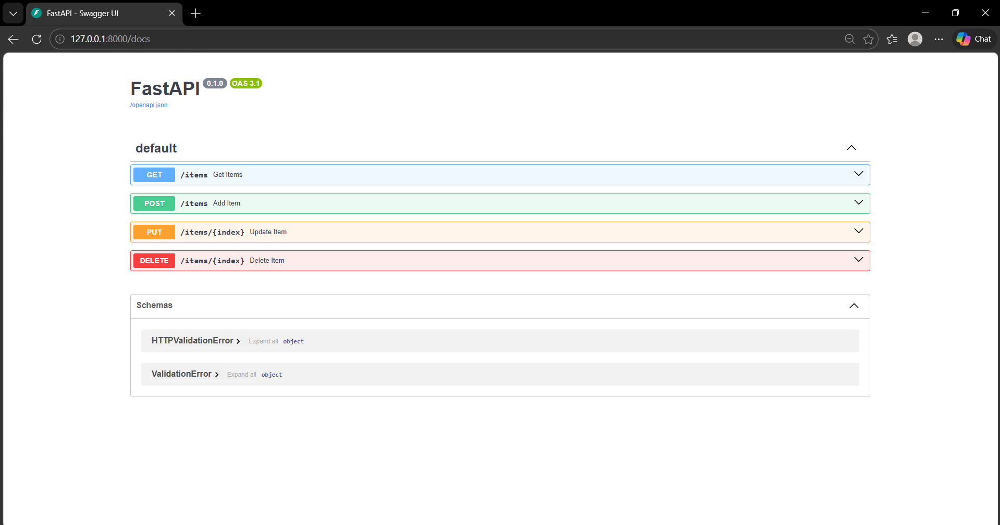 FastAPI - Swagger UI
127.0.0.1:8000/docs
Chat
FastAPI 0.1.0 OAS 3.1
/openapi.json
default
GET /items Get Items
POST /items Add Item
PUT /items/{index} Update Item
DELETE /items/{index} Delete Item
Schemas
HTTPValidationError Expand all object
ValidationError Expand all object